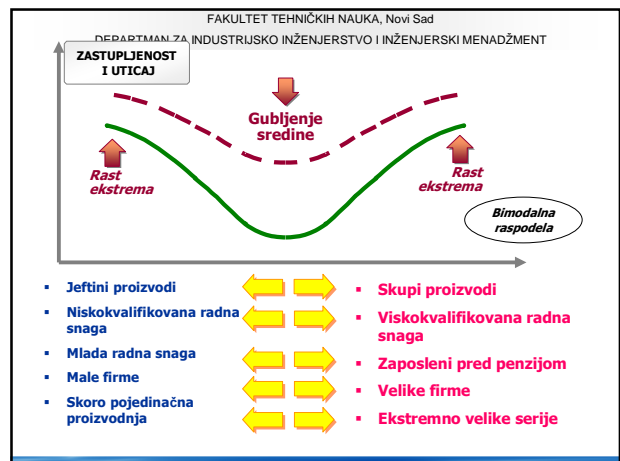 FAKULTET TEHNIČKIH NAUKA, Novi Sad
DEPARTMAN ZA INDUSTRIJSKO INŽENJERSTVO I INŽENJERSKI MENADŽMENT
ZASTUPLJENOST
I UTICAJ
Gubljenje
sredine
Rast
ekstrema
Rast
ekstrema
Bimodalna
raspodela
▪ Jeftini proizvodi
▪ Niskokvalifikovana radna
snaga
▪ Mlada radna snaga
▪ Male firme
▪ Skoro pojedinačna
proizvodnja
▪ Skupi proizvodi
▪ Viskokvalifikovana radna
snaga
▪ Zaposleni pred penzijom
▪ Velike firme
▪ Ekstremno velike serije